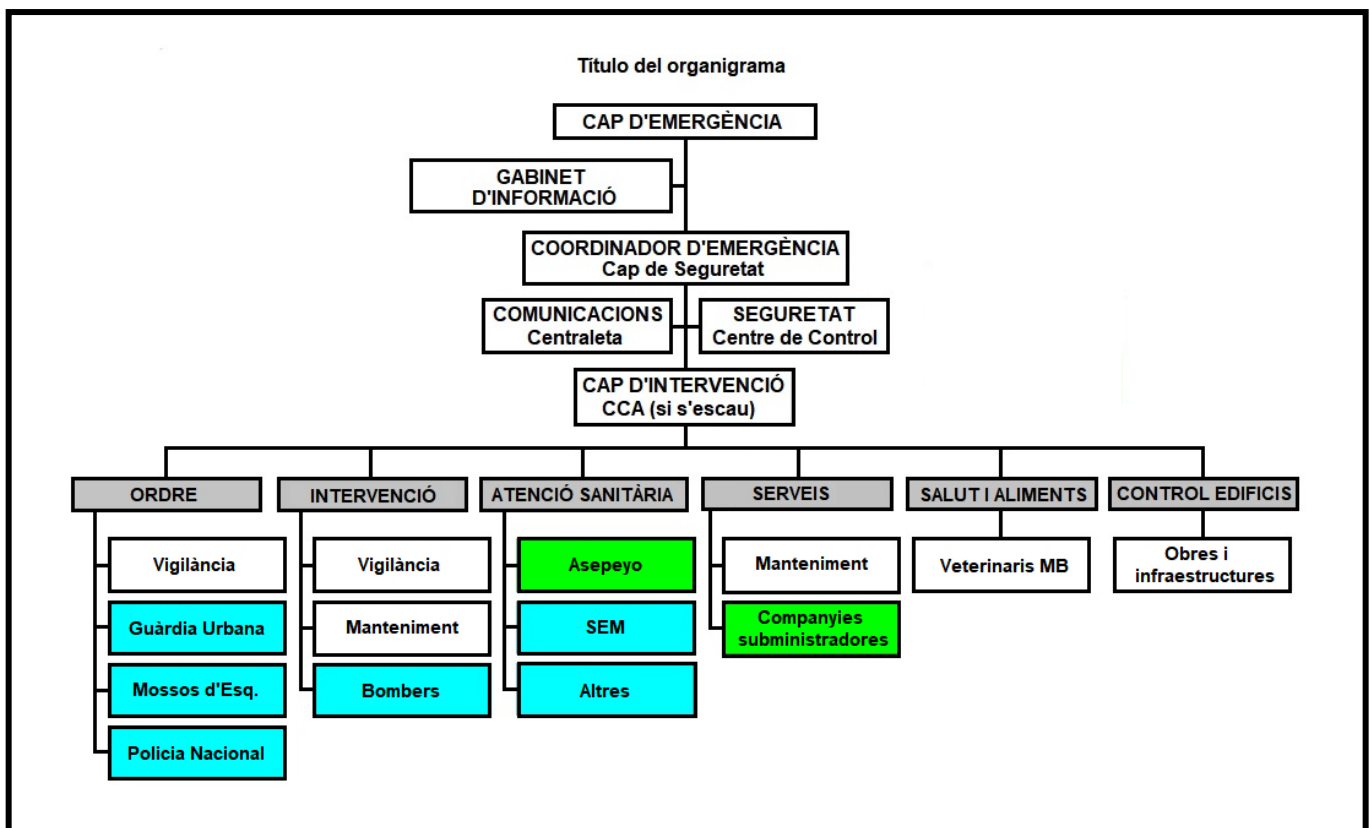 Título del organigrama
CAP D'EMERGÈNCIA
GABINET
D'INFORMACIÓ
COORDINADOR D'EMERGÈNCIA
Cap de Seguretat
COMUNICACIONS
Centraleta
SEGURETAT
Centre de Control
CAP D'INTERVENCIÓ
CCA (si s'escau)
ORDRE
INTERVENCIÓ
ATENCIÓ SANITÀRIA
SERVEIS
SALUT I ALIMENTS
CONTROL EDIFICIS
Vigilància
Guàrdia Urbana
Mossos d'Esq.
Policia Nacional
Vigilància
Manteniment
Bombers
Asepeyo
SEM
Altres
Manteniment
Companyies
subministradores
Veterinaris MB
Obres i
infraestructures